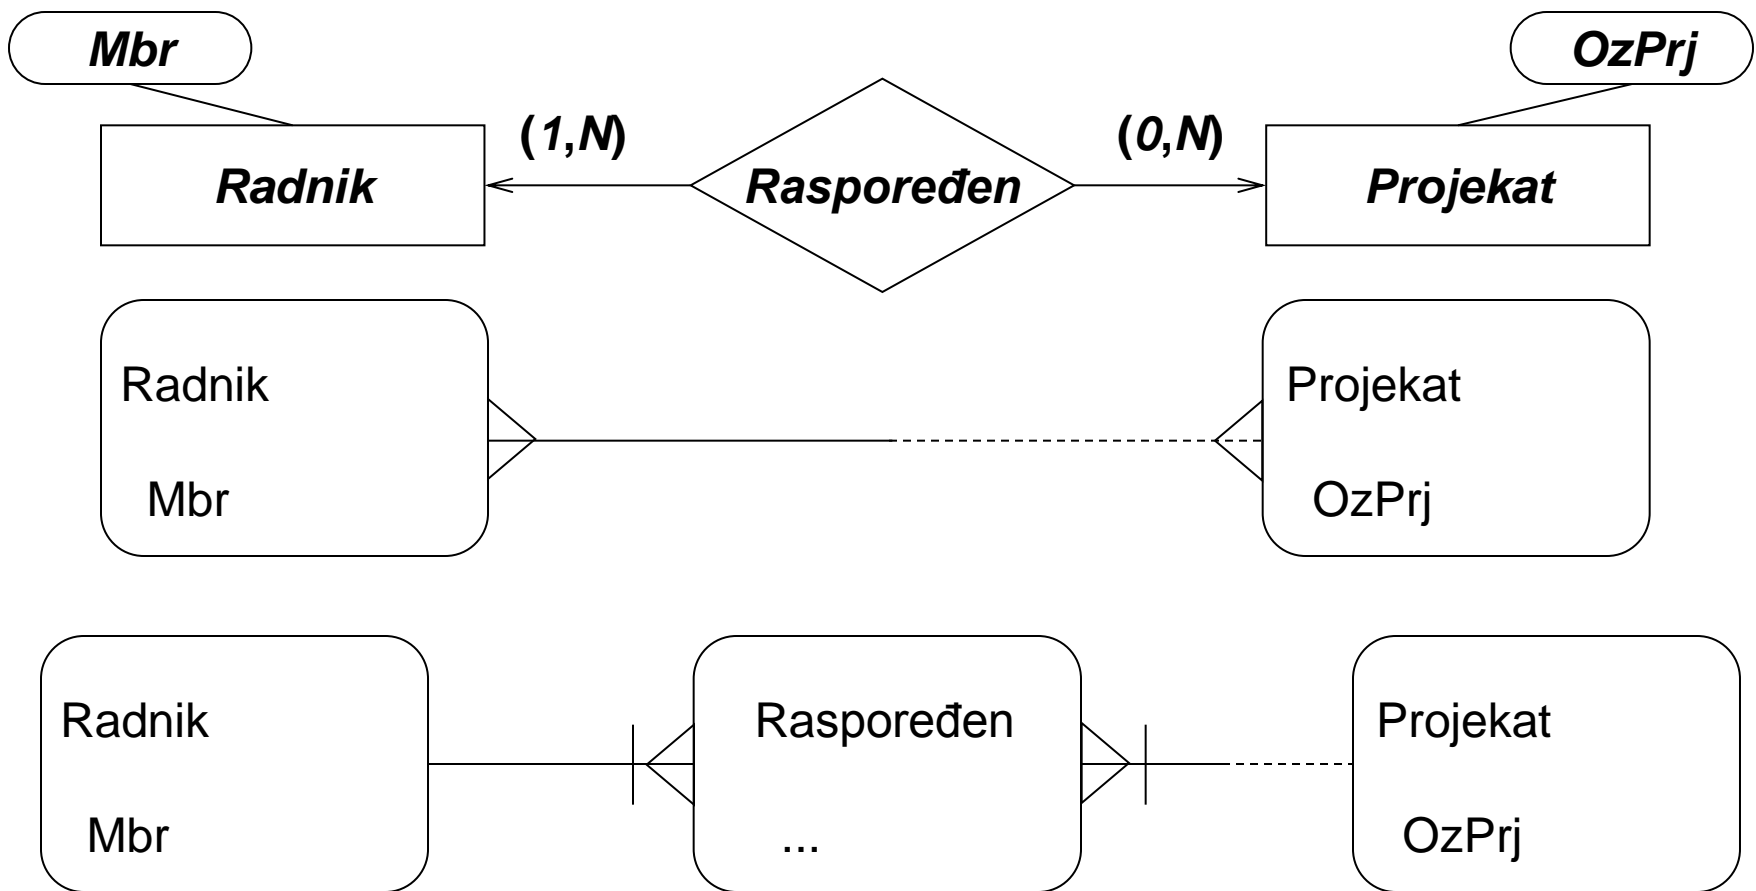 Mbr
OzPrj
(1,N)
(0,N)
Radnik
Raspoređen
Projekat
Radnik
Projekat
Mbr
OzPrj
Radnik
Raspoređen
Projekat
Mbr
...
OzPrj